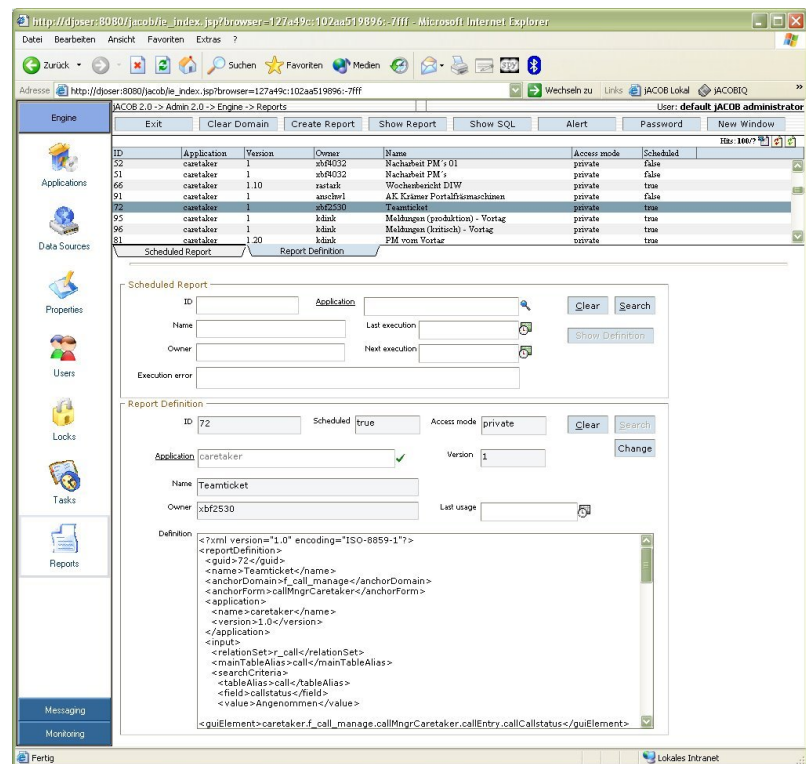 http://djoser:8080/jacob/ie_index.jsp?browser=127a49c:102aa519896:-7fff - Microsoft Internet Explorer
Datei Bearbeiten Ansicht Favoriten Extras ?
Zurück Suchen Favoriten Medien
Adresse http://djoser:8080/jacob/ie_index.jsp?browser=127a49c:102aa519896:-7fff Wechseln zu Links jACOB Lokal jACOBIQ »
Engine jACOB 2.0 -> Admin 2.0 -> Engine -> Reports User: default jACOB administrator
Exit Clear Domain Create Report Show Report Show SQL Alert Password New Window
Hits: 100/?
ID Application Version Owner Name Access mode Scheduled
52 caretaker 1 xbf4032 Nacharbeit PM's 01 private false
51 caretaker 1 xbf4032 Nacharbeit PM's private false
66 caretaker 1.10 rastark Wochenbericht DIW private true
91 caretaker 1 anschwl AK Krämer Portalfräsmaschinen private false
72 caretaker 1 xbf2530 Teamticket private true
95 caretaker 1 kdink Meldungen (produktion) - Vortag private true
96 caretaker 1 kdink Meldungen (kritisch) - Vortag private true
81 caretaker 1.20 kdink PM vom Vortag private true
Scheduled Report Report Definition
Applications
Data Sources
Properties
Users
Locks
Tasks
Reports
Messaging
Monitoring
Scheduled Report
ID Application Clear Search
Name Last execution Show Definition
Owner Next execution
Execution error
Report Definition
ID 72 Scheduled true Access mode private Clear Search
Change
Application caretaker Version 1
Name Teamticket
Owner xbf2530 Last usage
Definition
<?xml version="1.0" encoding="ISO-8859-1"?>
<reportDefinition>
<guid>72</guid>
<name>Teamticket</name>
<anchorDomain>f_call_manage</anchorDomain>
<anchorForm>callMngrCaretaker</anchorForm>
<application>
<name>caretaker</name>
<version>1.0</version>
</application>
<input>
<relationSet>r_call</relationSet>
<mainTableAlias>call</mainTableAlias>
<searchCriteria>
<tableAlias>call</tableAlias>
<field>callstatus</field>
<value>Angenommen</value>
<guiElement>caretaker.f_call_manage.callMngrCaretaker.callEntry.callCallstatus</guiElement>
Fertig Lokales Intranet